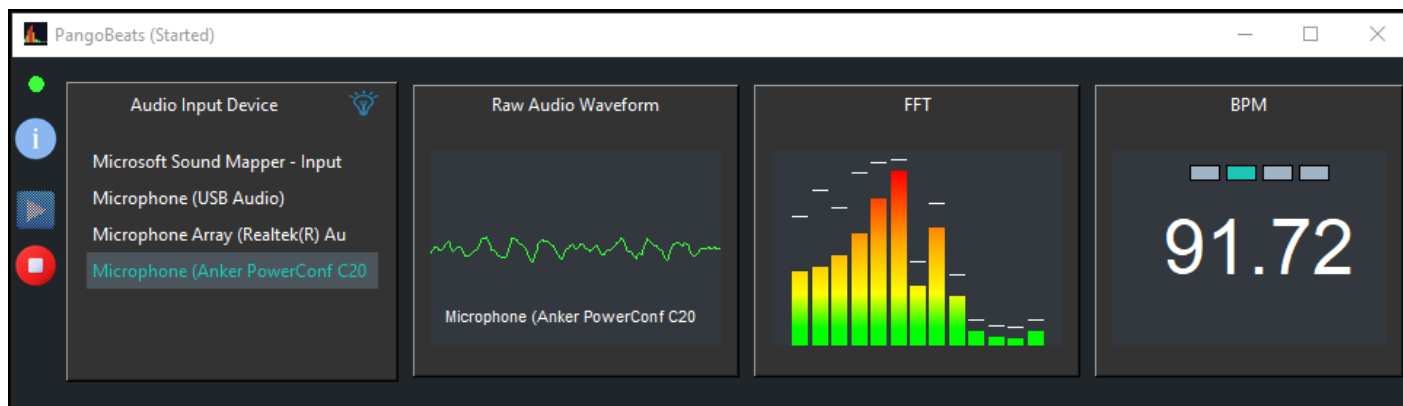 PangoBeats (Started)
Audio Input Device
Microsoft Sound Mapper - Input
Microphone (USB Audio)
Microphone Array (Realtek(R) Au
Microphone (Anker PowerConf C20
Raw Audio Waveform
Microphone (Anker PowerConf C20
FFT
BPM
91.72